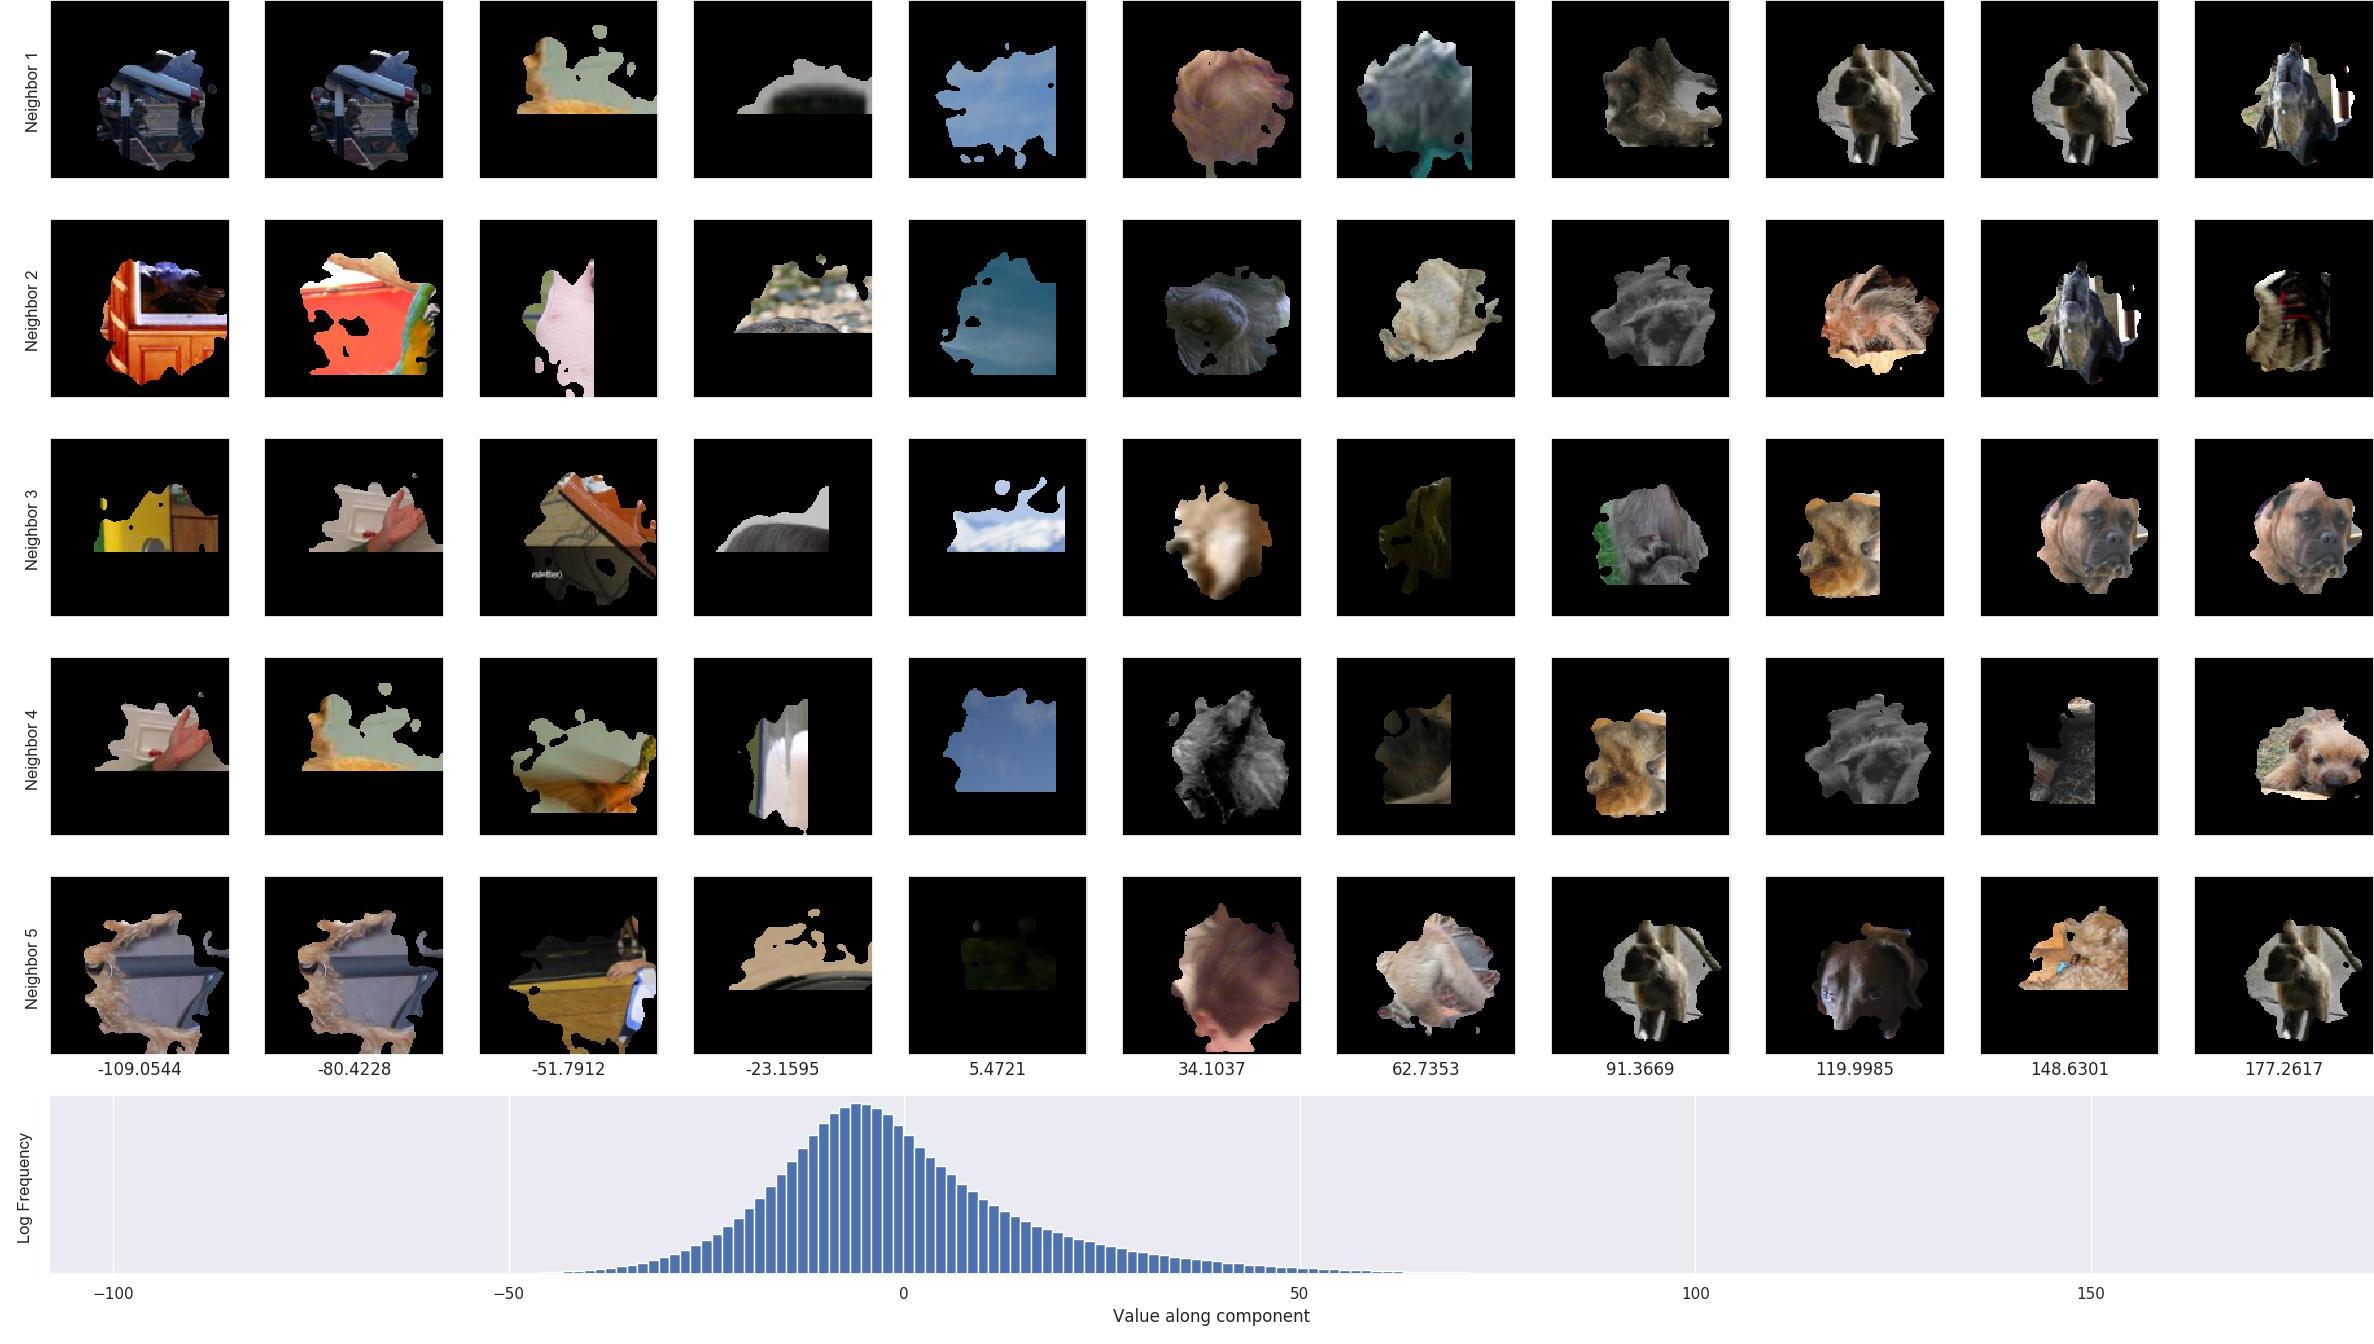 Neighbor 1
Neighbor 2
Neighbor 3
Neighbor 4
Neighbor 5
-109.0544 -80.4228 -51.7912 -23.1595 5.4721 34.1037 62.7353 91.3669 119.9985 148.6301 177.2617
Log Frequency
−100 −50 0 50 100 150
Value along component